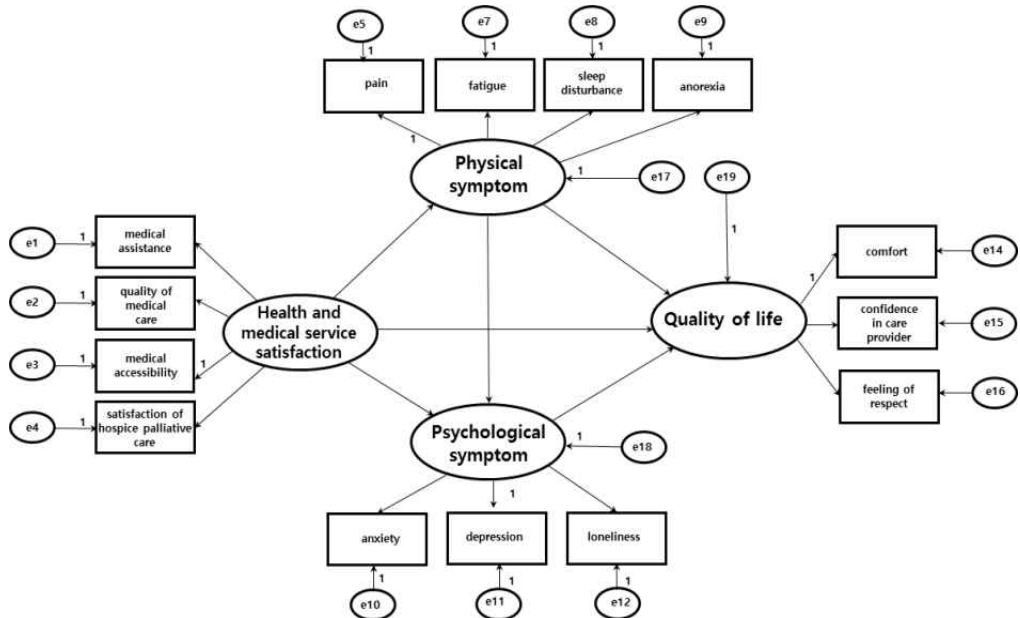 e5
e7
e8
e9
1
1
1
1
pain
fatigue
sleep
disturbance
anorexia
1
Physical
symptom
1
e17
e19
1
e1
1
medical
assistance
e2
1
quality of
medical
care
e3
1
medical
accessibility
1
e4
1
satisfaction of
hospice palliative
care
Health and
medical service
satisfaction
Quality of life
1
comfort
e14
confidence
in care
provider
e15
feeling of
respect
e16
Psychological
symptom
1
e18
1
anxiety
depression
loneliness
1
1
1
e10
e11
e12